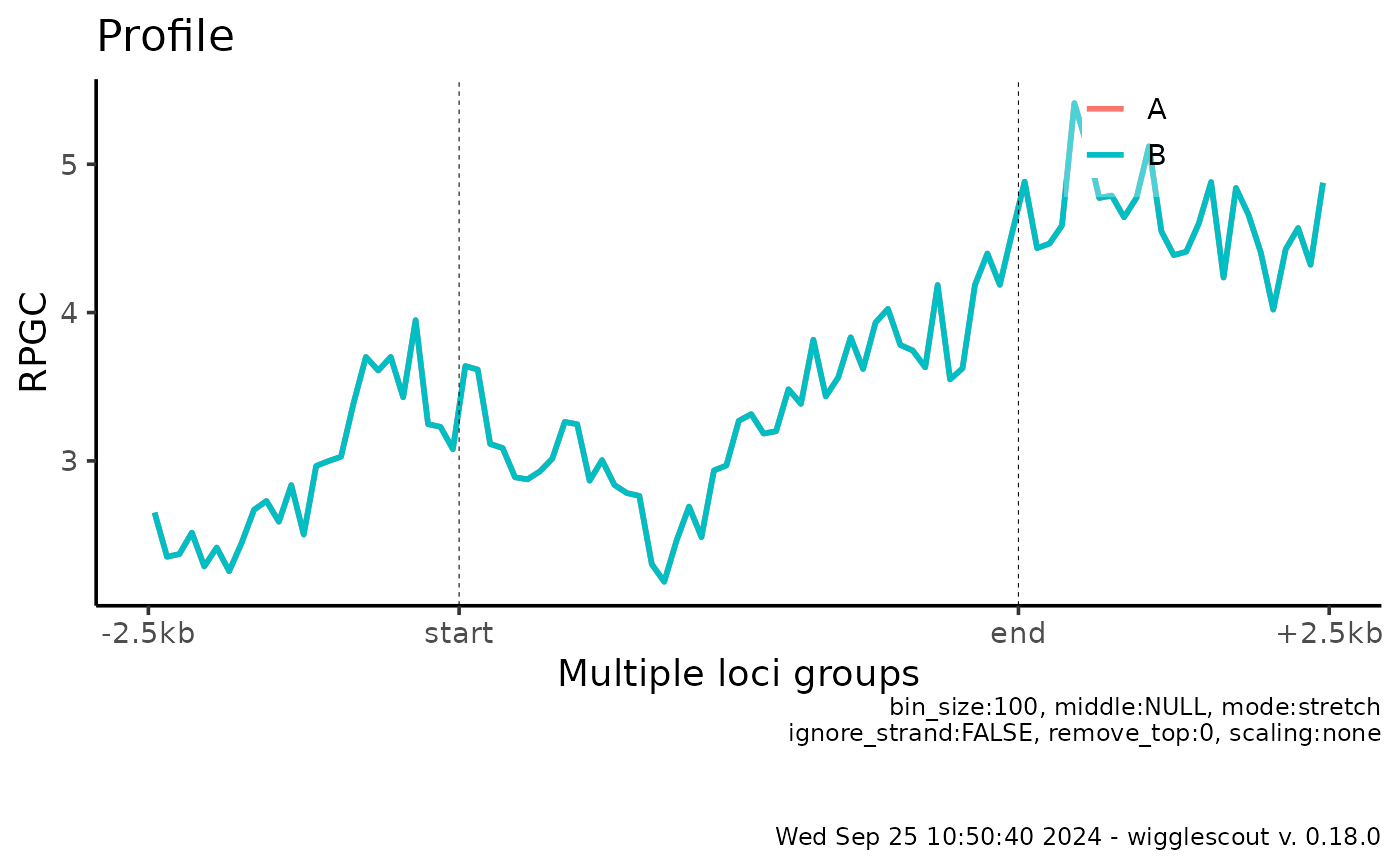 Profile
A
B
5
4
3
RPGC
-2.5kb start end +2.5kb
Multiple loci groups
bin_size:100, middle:NULL, mode:stretch
ignore_strand:FALSE, remove_top:0, scaling:none
Wed Sep 25 10:50:40 2024 - wigglescout v. 0.18.0